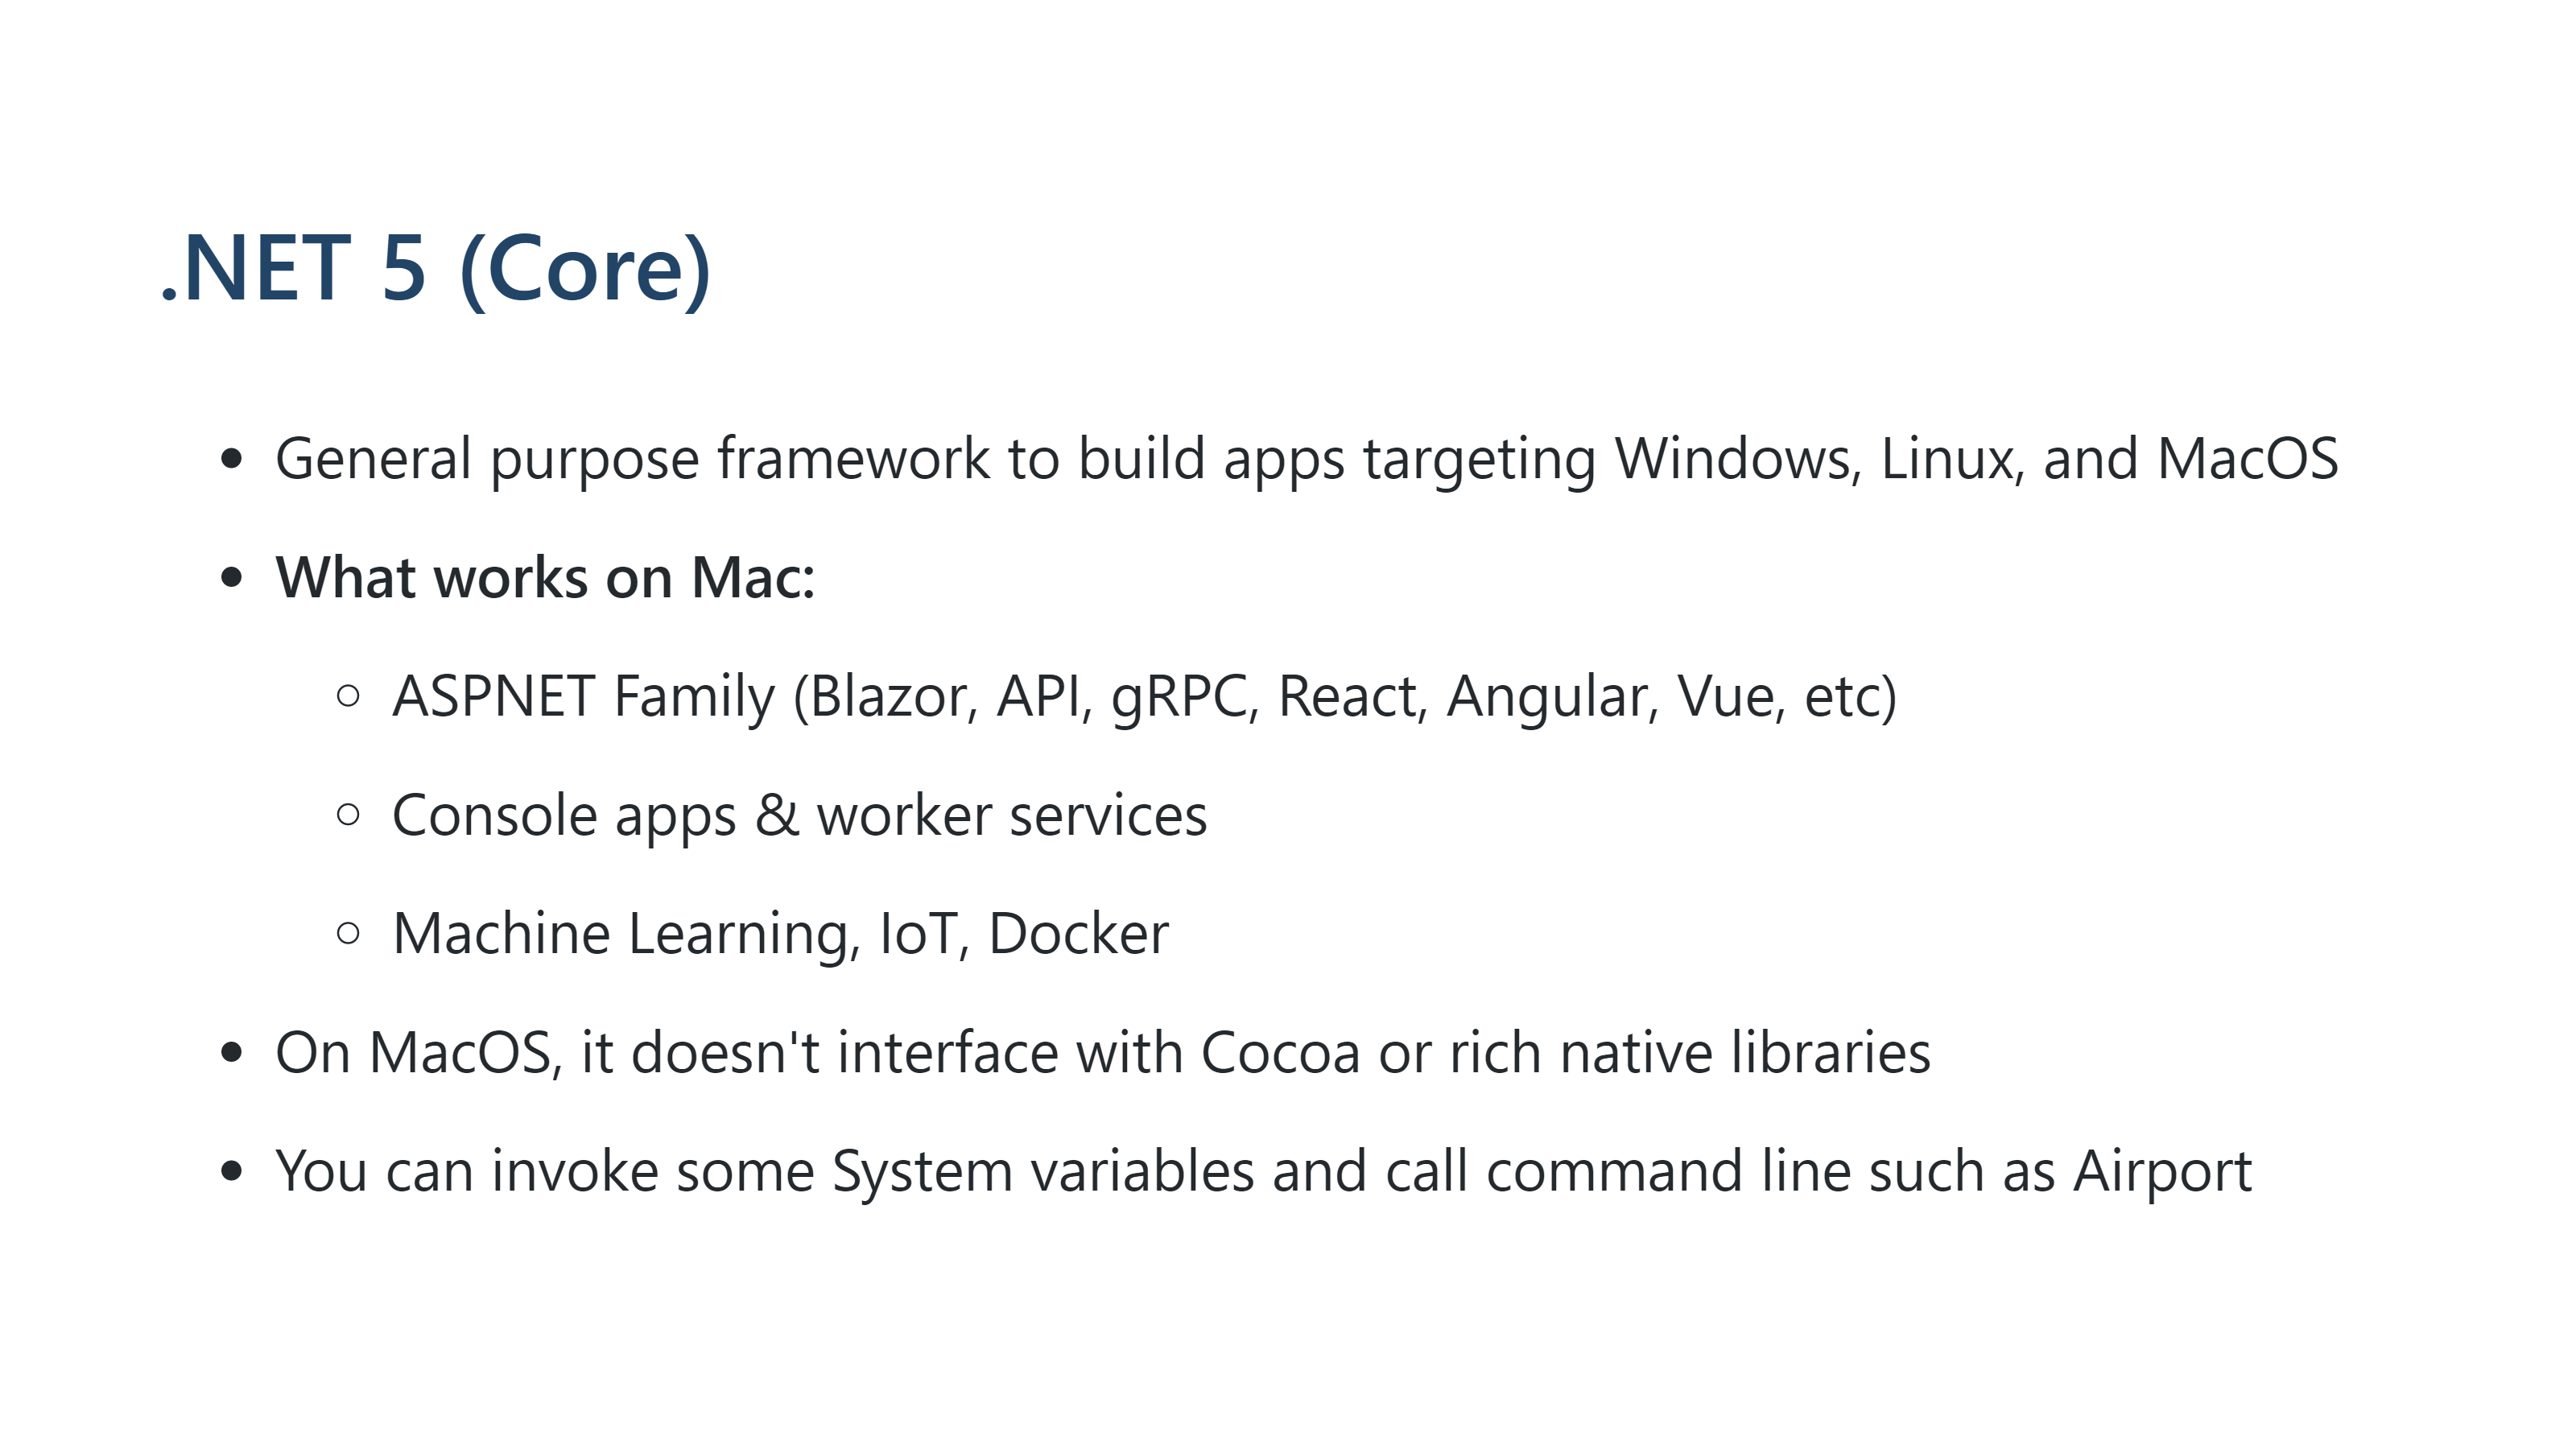 .NET 5 (Core)
• General purpose framework to build apps targeting Windows, Linux, and MacOS
• What works on Mac:
○ ASPNET Family (Blazor, API, gRPC, React, Angular, Vue, etc)
○ Console apps & worker services
○ Machine Learning, IoT, Docker
• On MacOS, it doesn't interface with Cocoa or rich native libraries
• You can invoke some System variables and call command line such as Airport